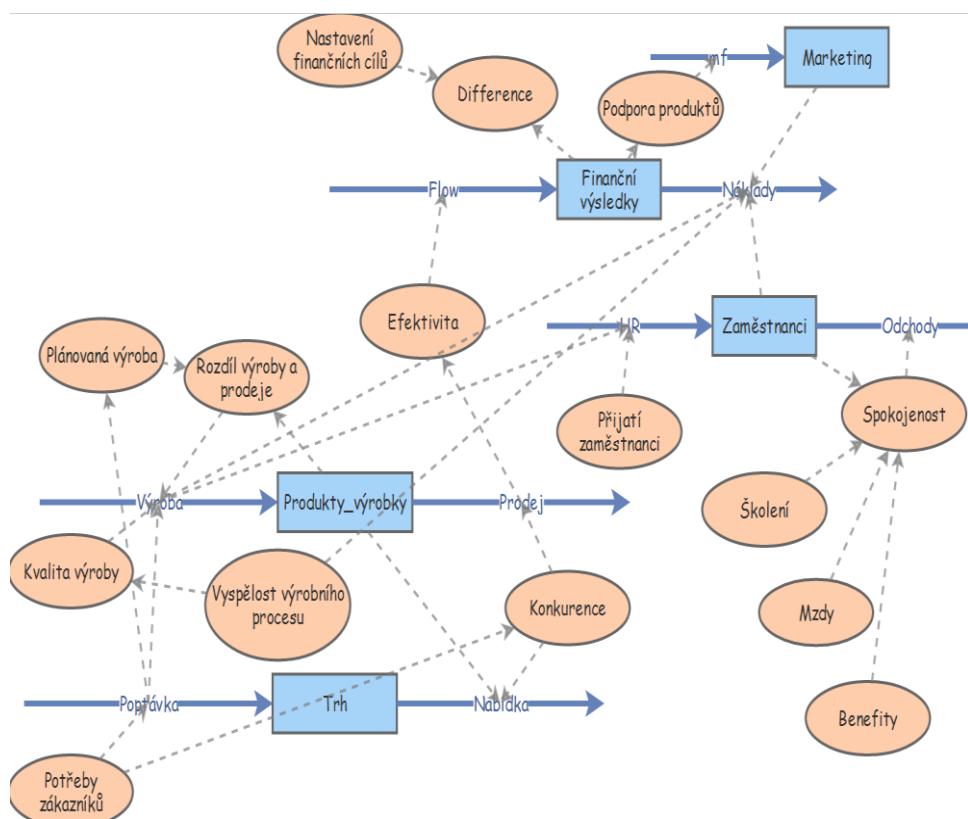 Nastavení
finančních cílů
Difference
mf
Marketing
Podpora produktů
Flow
Finanční
výsledky
Náklady
Efektivita
HR
Zaměstnanci
Odchody
Plánovaná výroba
Rozdíl výroby a
prodeje
Přijatí
zaměstnanci
Spokojenost
Výroba
Produkty_výrobky
Prodej
Školení
Kvalita výroby
Vyspělost výrobního
procesu
Konkurence
Mzdy
Poptávka
Trh
Nabídka
Benefity
Potřeby
zákazníků